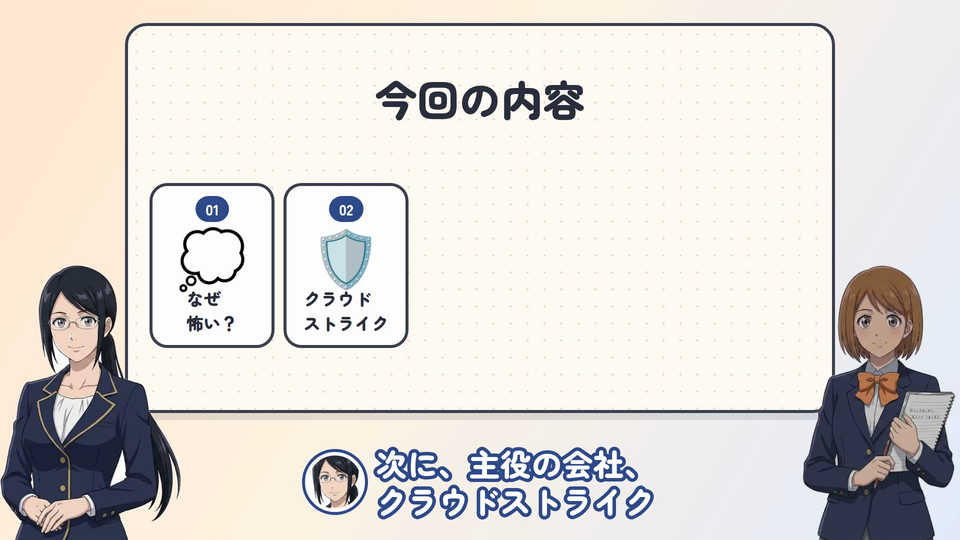 今回の内容
01
なぜ
怖い？
02
クラウド
ストライク
次に、主役の会社、
クラウドストライク